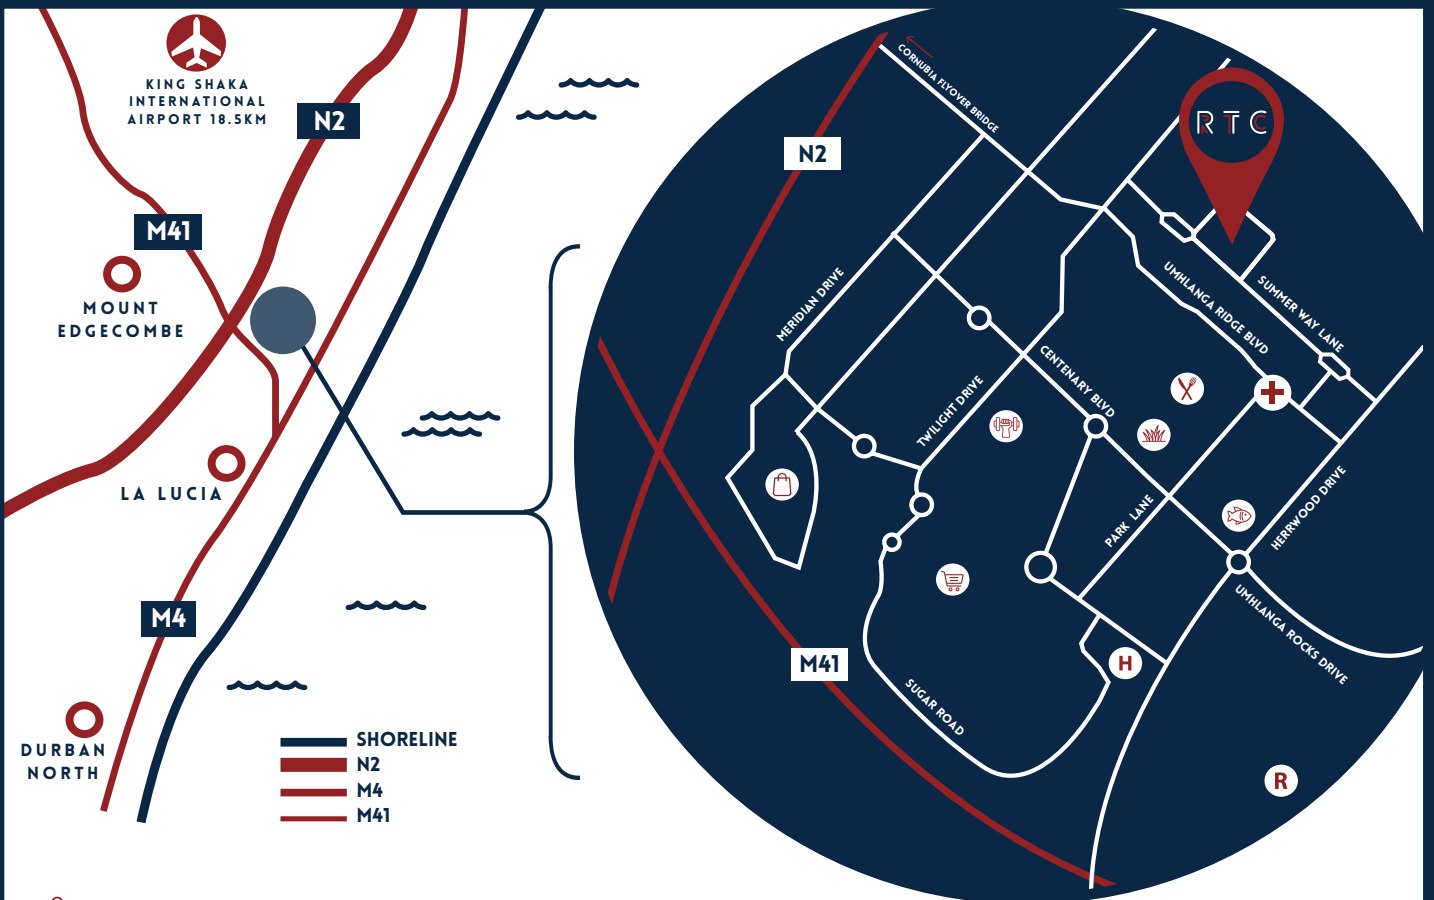 KING SHAKA
INTERNATIONAL
AIRPORT 18.5KM
N2
M41
MOUNT
EDGECOMBE
LA LUCIA
M4
DURBAN
NORTH
SHORELINE
N2
M4
M41
CORNUBIA FLYOVER BRIDGE
N2
RTC
MERIDIAN DRIVE
UMHLANGA RIDGE BLVD
SUMMER WAY LANE
CENTENARY BLVD
TWILIGHT DRIVE
PARK LANE
HERRWOOD DRIVE
UMHLANGA ROCKS DRIVE
M41
H
SUGAR ROAD
R